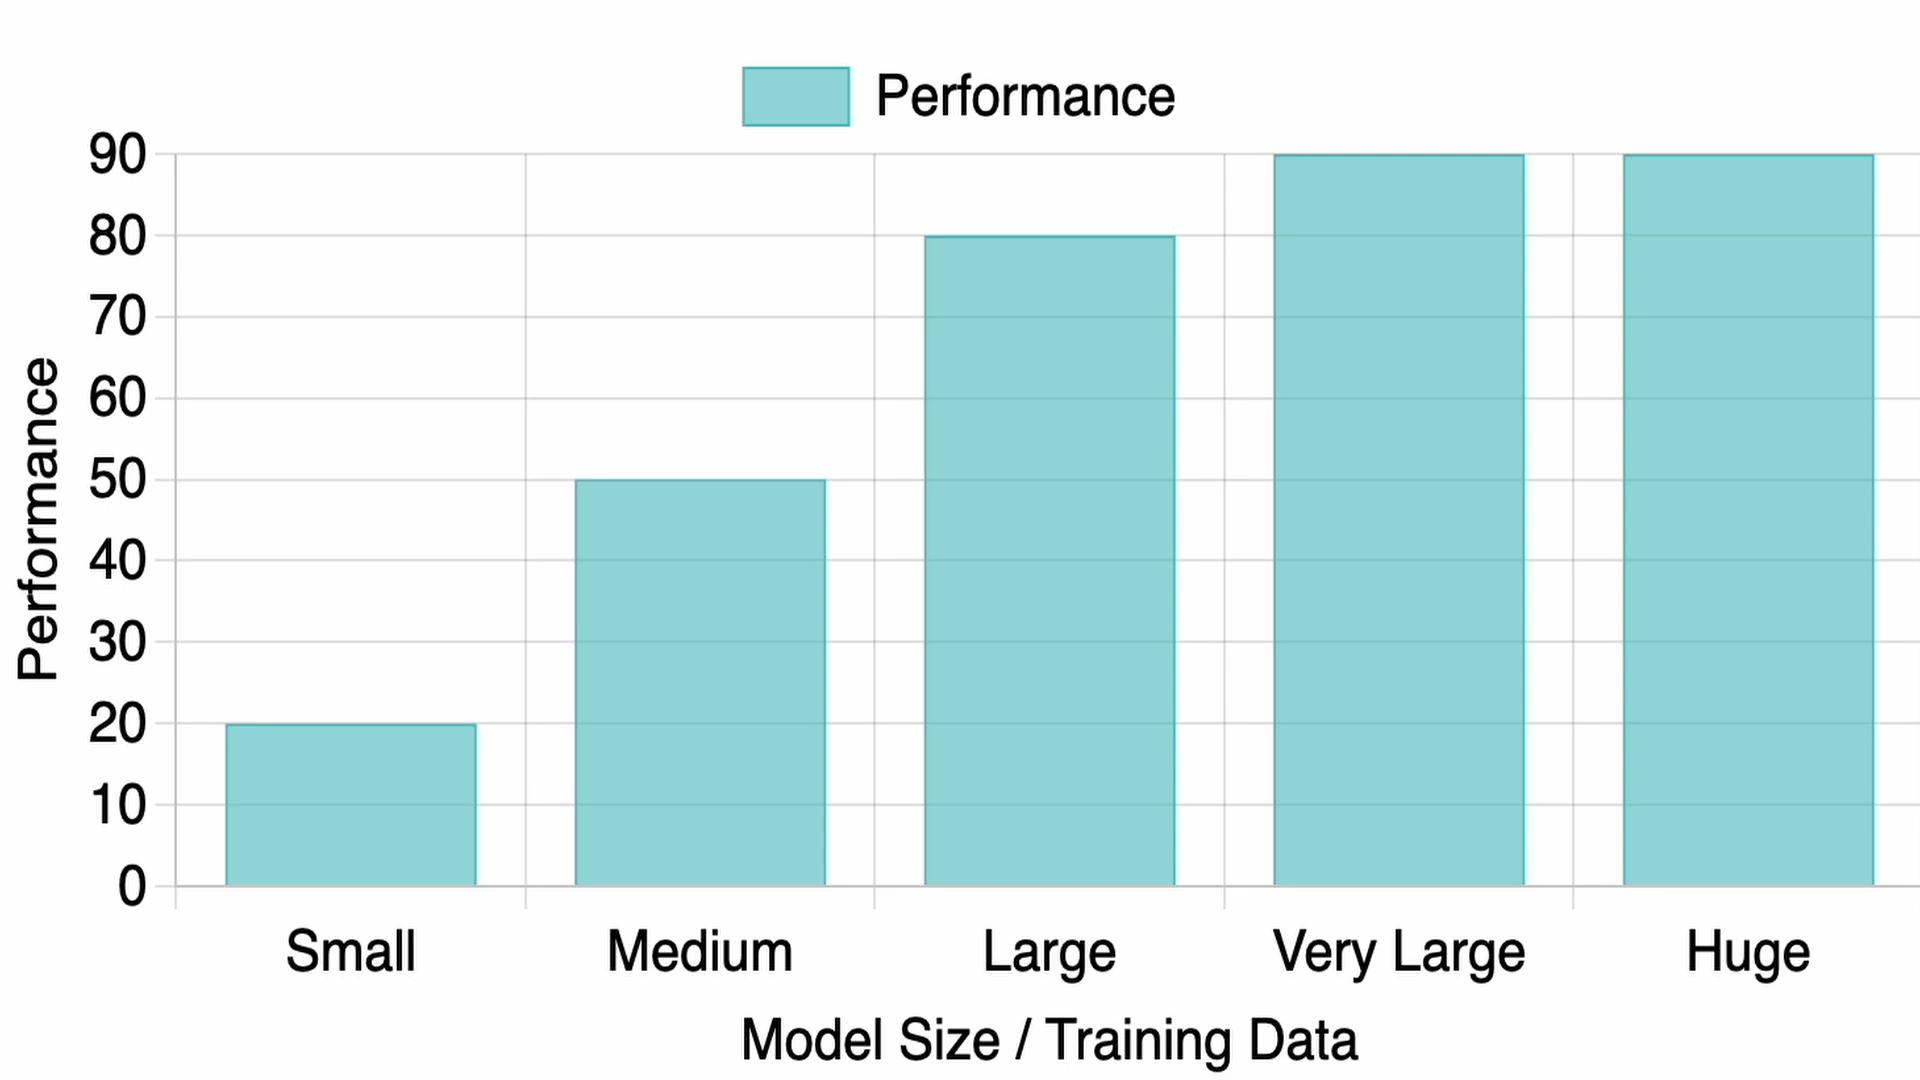 Performance
90
80
70
60
50
40
30
20
10
0
Performance
Small Medium Large Very Large Huge
Model Size / Training Data